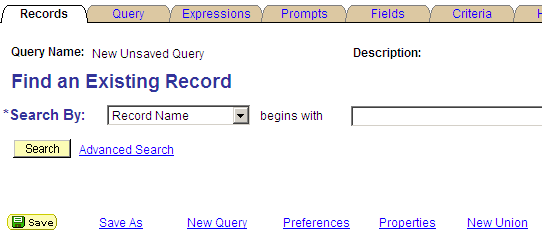 Records Query Expressions Prompts Fields Criteria
Query Name: New Unsaved Query Description:
Find an Existing Record
*Search By: Record Name begins with
Search Advanced Search
Save Save As New Query Preferences Properties New Union